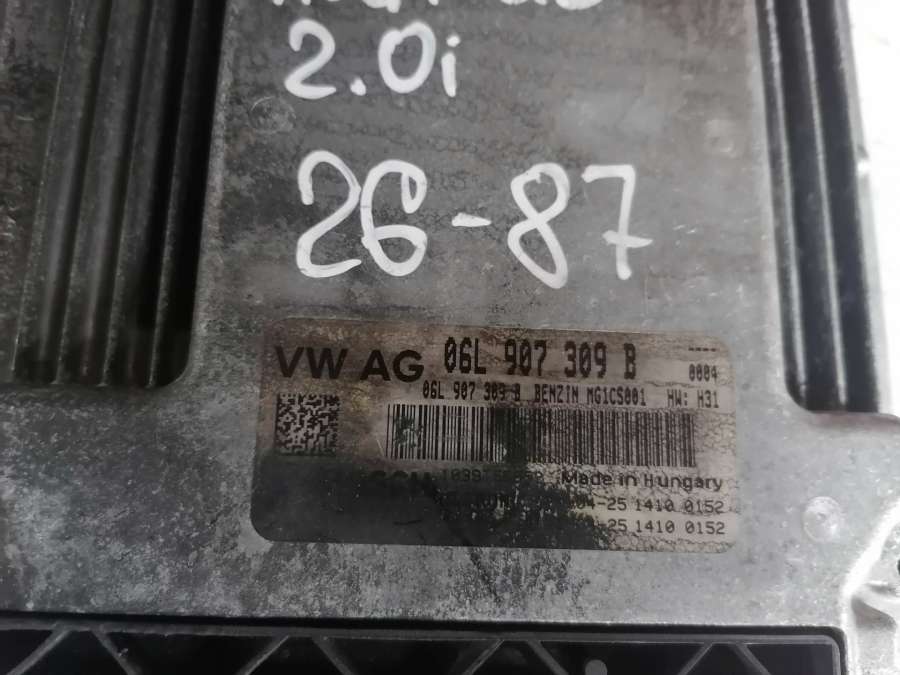 2.0i
26-87
VW AG 06L 907 309 B ----
0004
06L 907 309 B BENZIN MG1CS001 HW: H31
Made in Hungary
04-25 1410 0152
-25 1410 0152